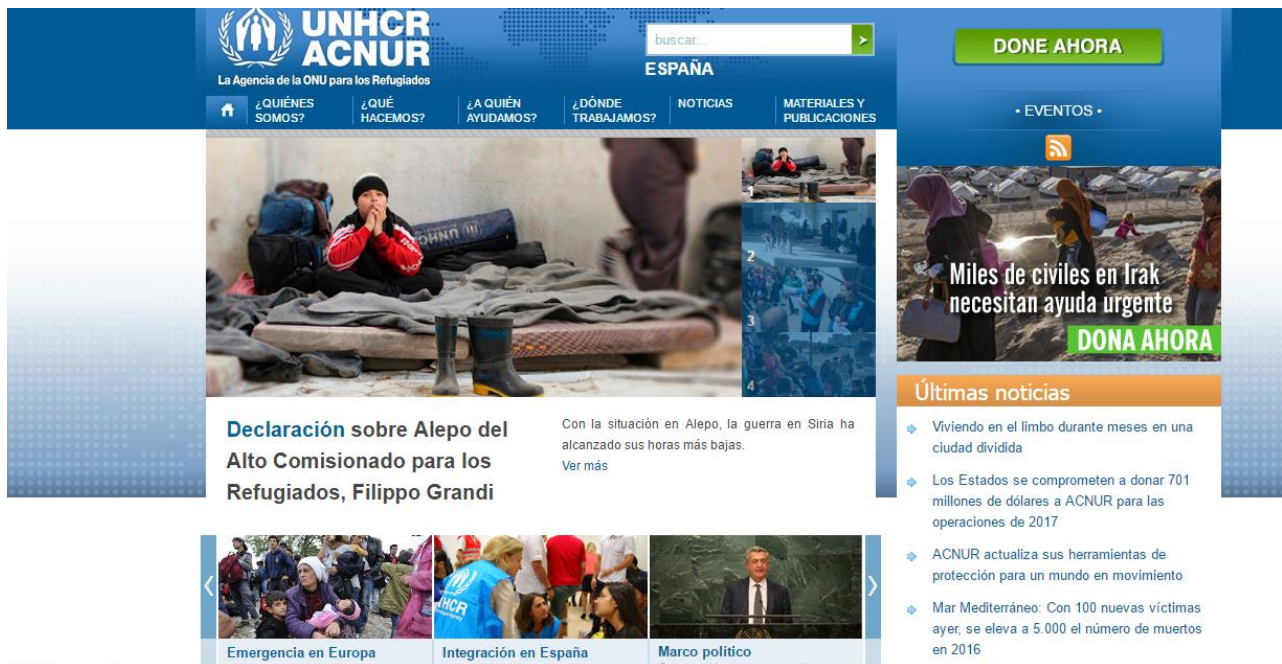 UNHCR
ACNUR
La Agencia de la ONU para los Refugiados
buscar...
ESPAÑA
¿QUIÉNES
SOMOS?
¿QUÉ
HACEMOS?
¿A QUIÉN
AYUDAMOS?
¿DÓNDE
TRABAJAMOS?
NOTICIAS
MATERIALES Y
PUBLICACIONES
DONE AHORA
• EVENTOS •
UNHCR
1
2
3
4
Miles de civiles en Irak
necesitan ayuda urgente
DONA AHORA
Declaración sobre Alepo del
Alto Comisionado para los
Refugiados, Filippo Grandi
Con la situación en Alepo, la guerra en Siria ha
alcanzado sus horas más bajas.
Ver más
Últimas noticias
Viviendo en el limbo durante meses en una
ciudad dividida
Los Estados se comprometen a donar 701
millones de dólares a ACNUR para las
operaciones de 2017
ACNUR actualiza sus herramientas de
protección para un mundo en movimiento
Mar Mediterráneo: Con 100 nuevas víctimas
ayer, se eleva a 5.000 el número de muertos
en 2016
UNHCR
Emergencia en Europa
Integración en España
Marco político